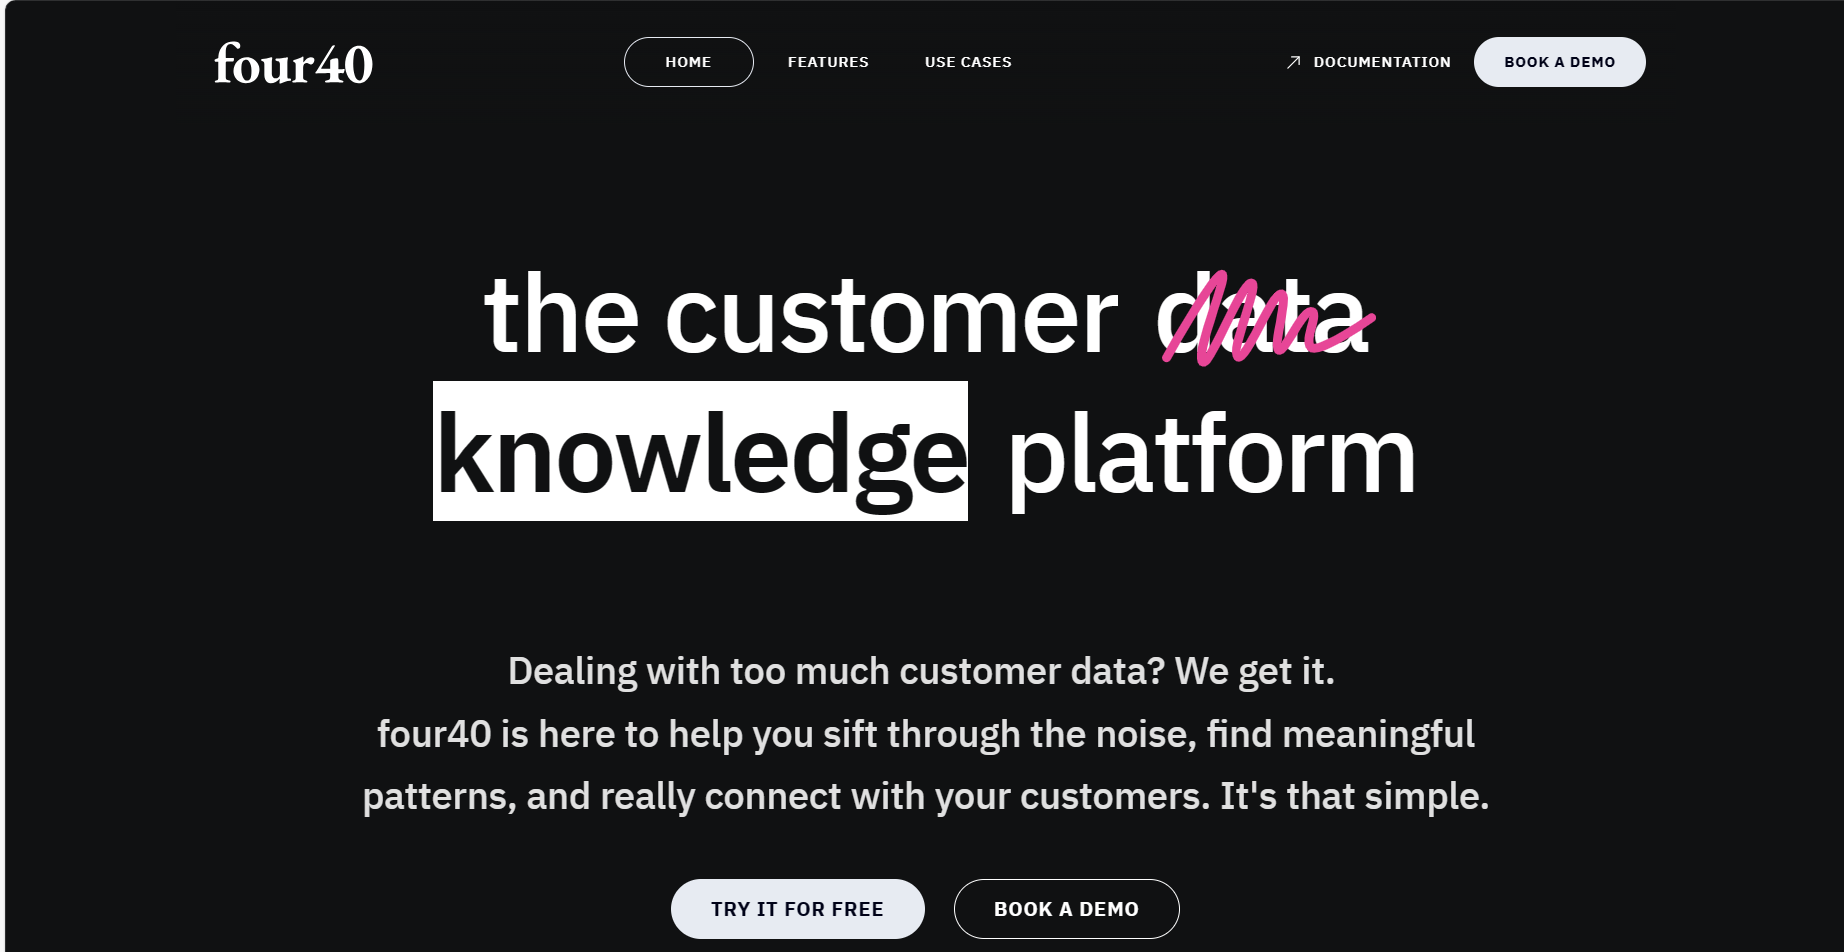 four40
HOME
FEATURES
USE CASES
DOCUMENTATION
BOOK A DEMO
the customer data
knowledge platform
Dealing with too much customer data? We get it.
four40 is here to help you sift through the noise, find meaningful
patterns, and really connect with your customers. It's that simple.
TRY IT FOR FREE
BOOK A DEMO